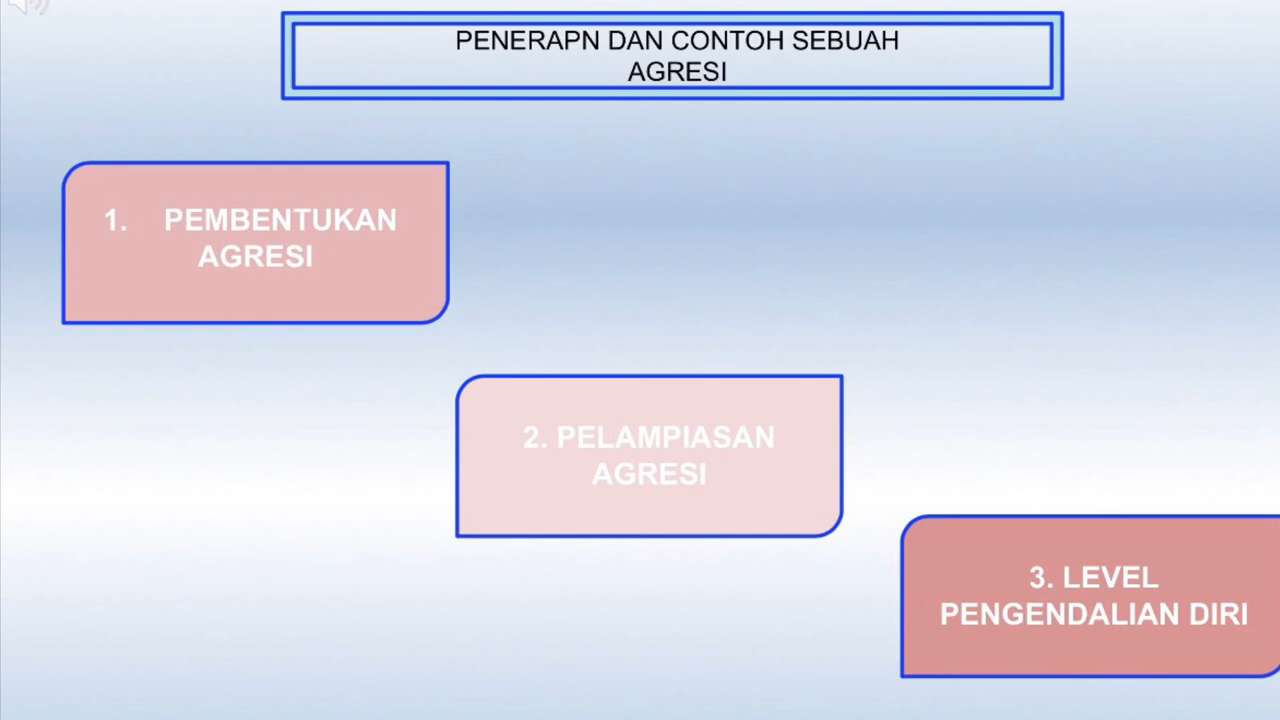 PENERAPN DAN CONTOH SEBUAH
AGRESI
1. PEMBENTUKAN
AGRESI
2. PELAMPIASAN
AGRESI
3. LEVEL
PENGENDALIAN DIRI